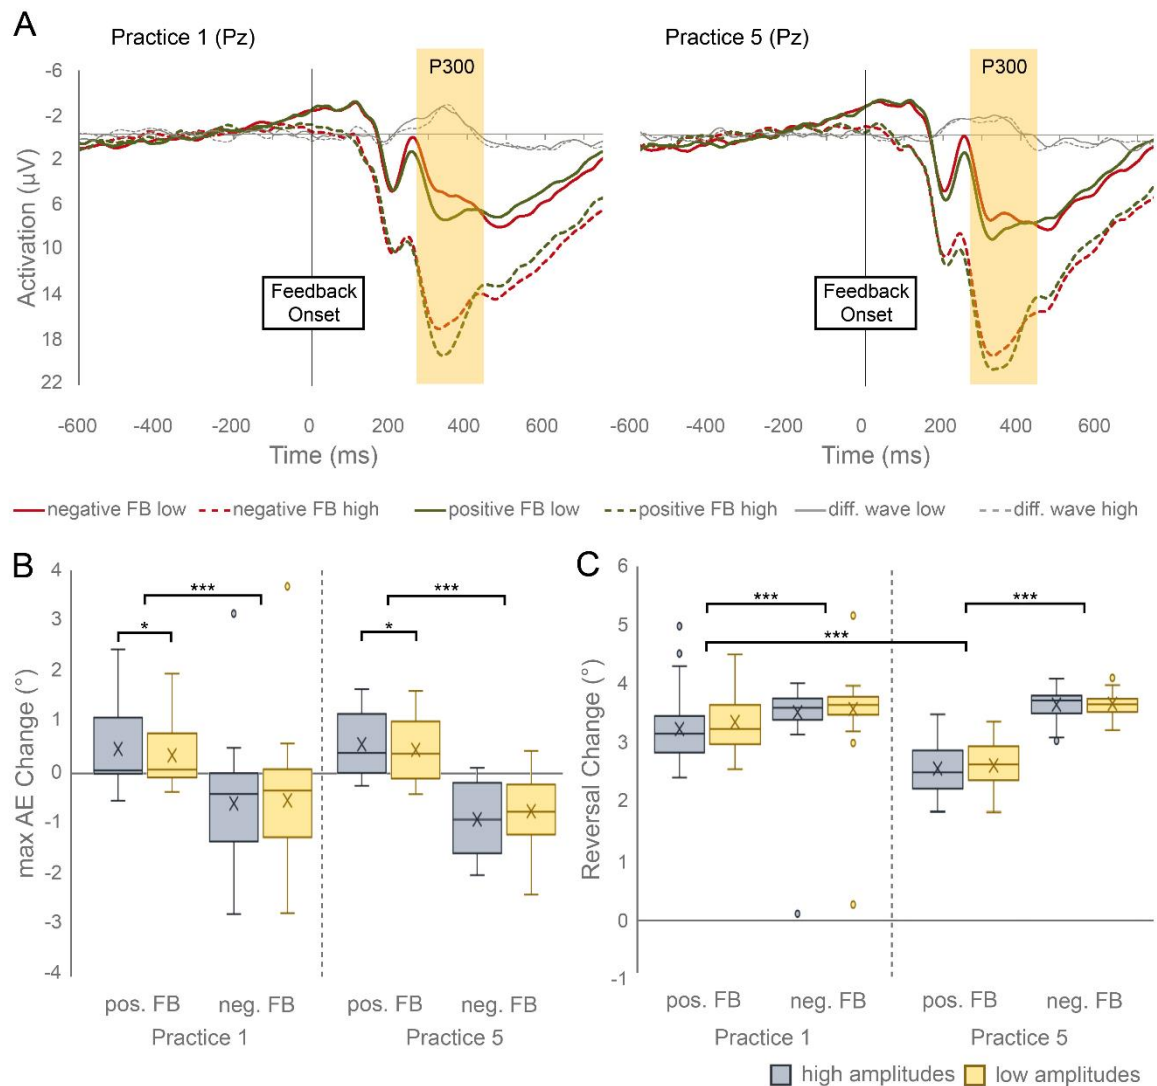 A
Practice 1 (Pz)
Practice 5 (Pz)
P300
P300
-6
-2
2
6
10
14
18
22
Activation (µV)
Feedback
Onset
Feedback
Onset
-600 -400 -200 0 200 400 600
-600 -400 -200 0 200 400 600
Time (ms)
Time (ms)
negative FB low negative FB high positive FB low positive FB high diff. wave low diff. wave high
B
4
3
2
1
0
-1
-2
-3
-4
max AE Change (°)
***
*
***
*
pos. FB neg. FB pos. FB neg. FB
Practice 1 Practice 5
C
6
5
4
3
2
1
0
-1
Reversal Change (°)
***
***
***
pos. FB neg. FB pos. FB neg. FB
Practice 1 Practice 5
high amplitudes low amplitudes